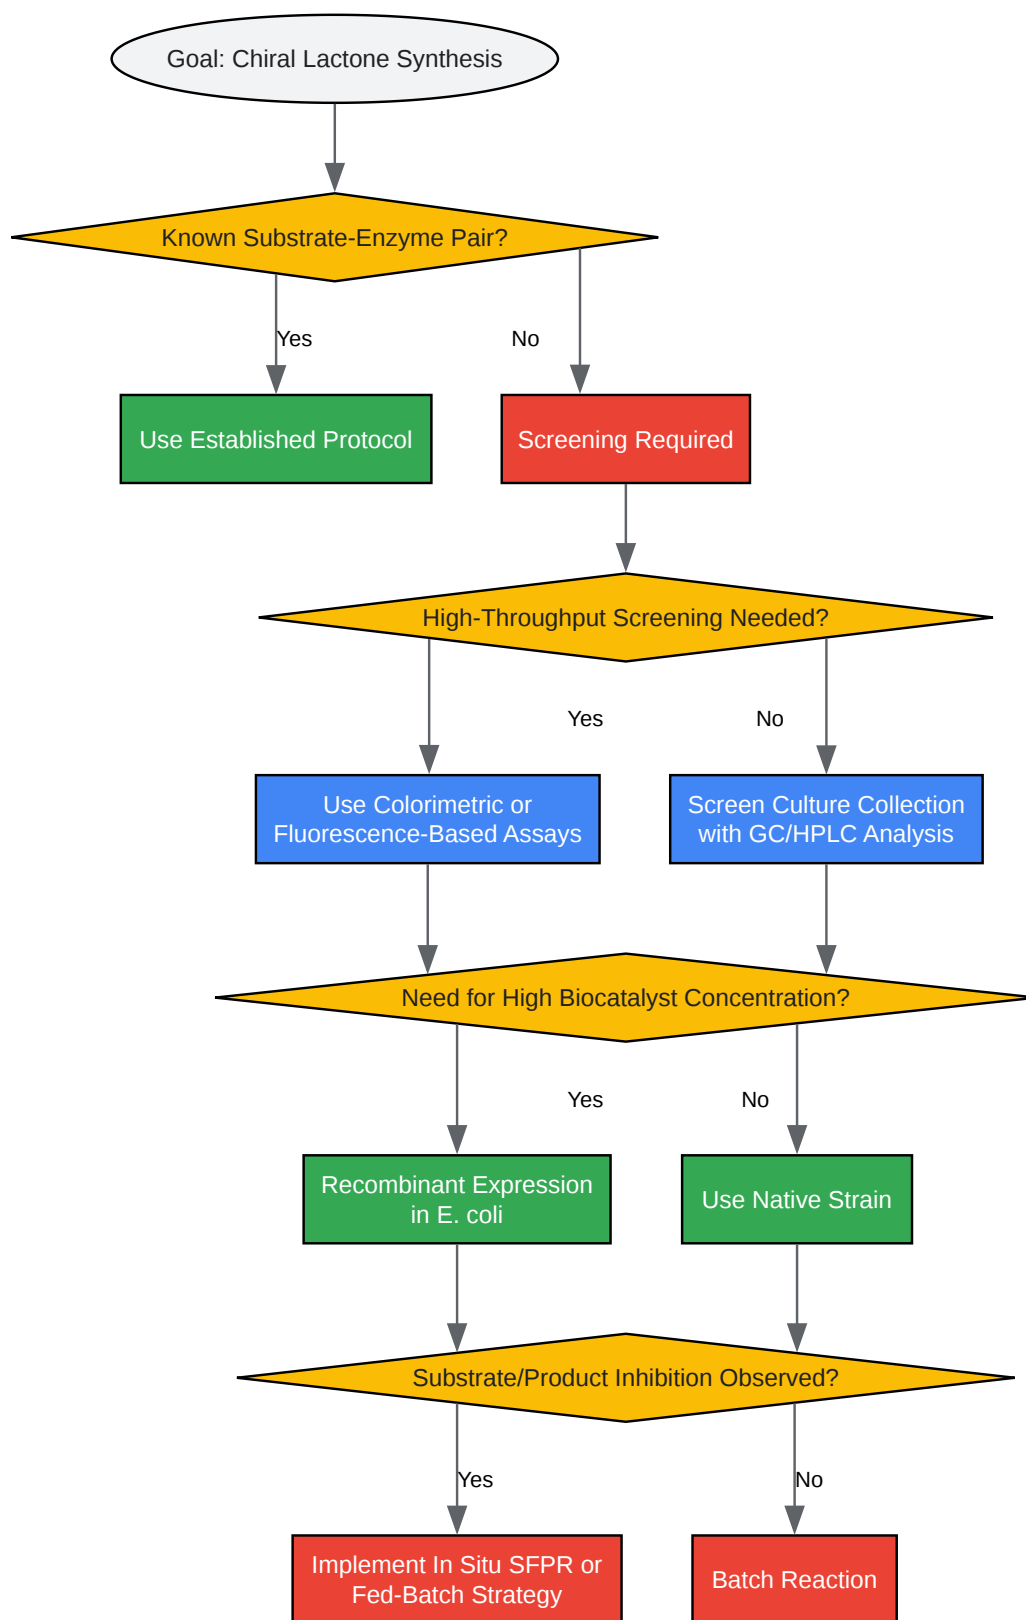 Goal: Chiral Lactone Synthesis
Known Substrate-Enzyme Pair?
Yes
No
Use Established Protocol
Screening Required
High-Throughput Screening Needed?
Yes
No
Use Colorimetric or
Fluorescence-Based Assays
Screen Culture Collection
with GC/HPLC Analysis
Need for High Biocatalyst Concentration?
Yes
No
Recombinant Expression
in E. coli
Use Native Strain
Substrate/Product Inhibition Observed?
Yes
No
Implement In Situ SFPR or
Fed-Batch Strategy
Batch Reaction